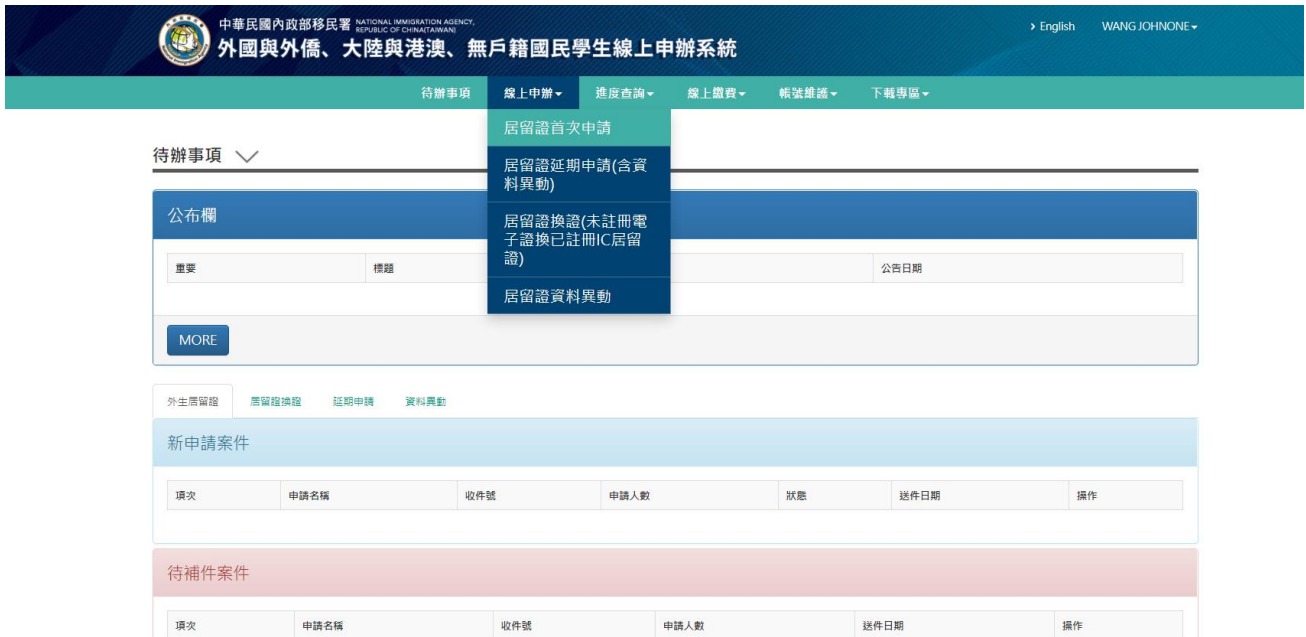 中華民國內政部移民署 NATIONAL IMMIGRATION AGENCY,
REPUBLIC OF CHINA(TAIWAN)
外國與外僑、大陸與港澳、無戶籍國民學生線上申辦系統
> English WANG JOHNONE
待辦事項 線上申辦 進度查詢 線上繳費 帳號維護 下載專區
居留證首次申請
居留證延期申請(含資
料異動)
居留證換證(未註冊電
子證換已註冊IC居留
證)
居留證資料異動
待辦事項
公布欄
重要 標題 公告日期
MORE
外生居留證 居留證換證 延期申請 資料異動
新申請案件
項次 申請名稱 收件號 申請人數 狀態 送件日期 操作
待補件案件
項次 申請名稱 收件號 申請人數 送件日期 操作